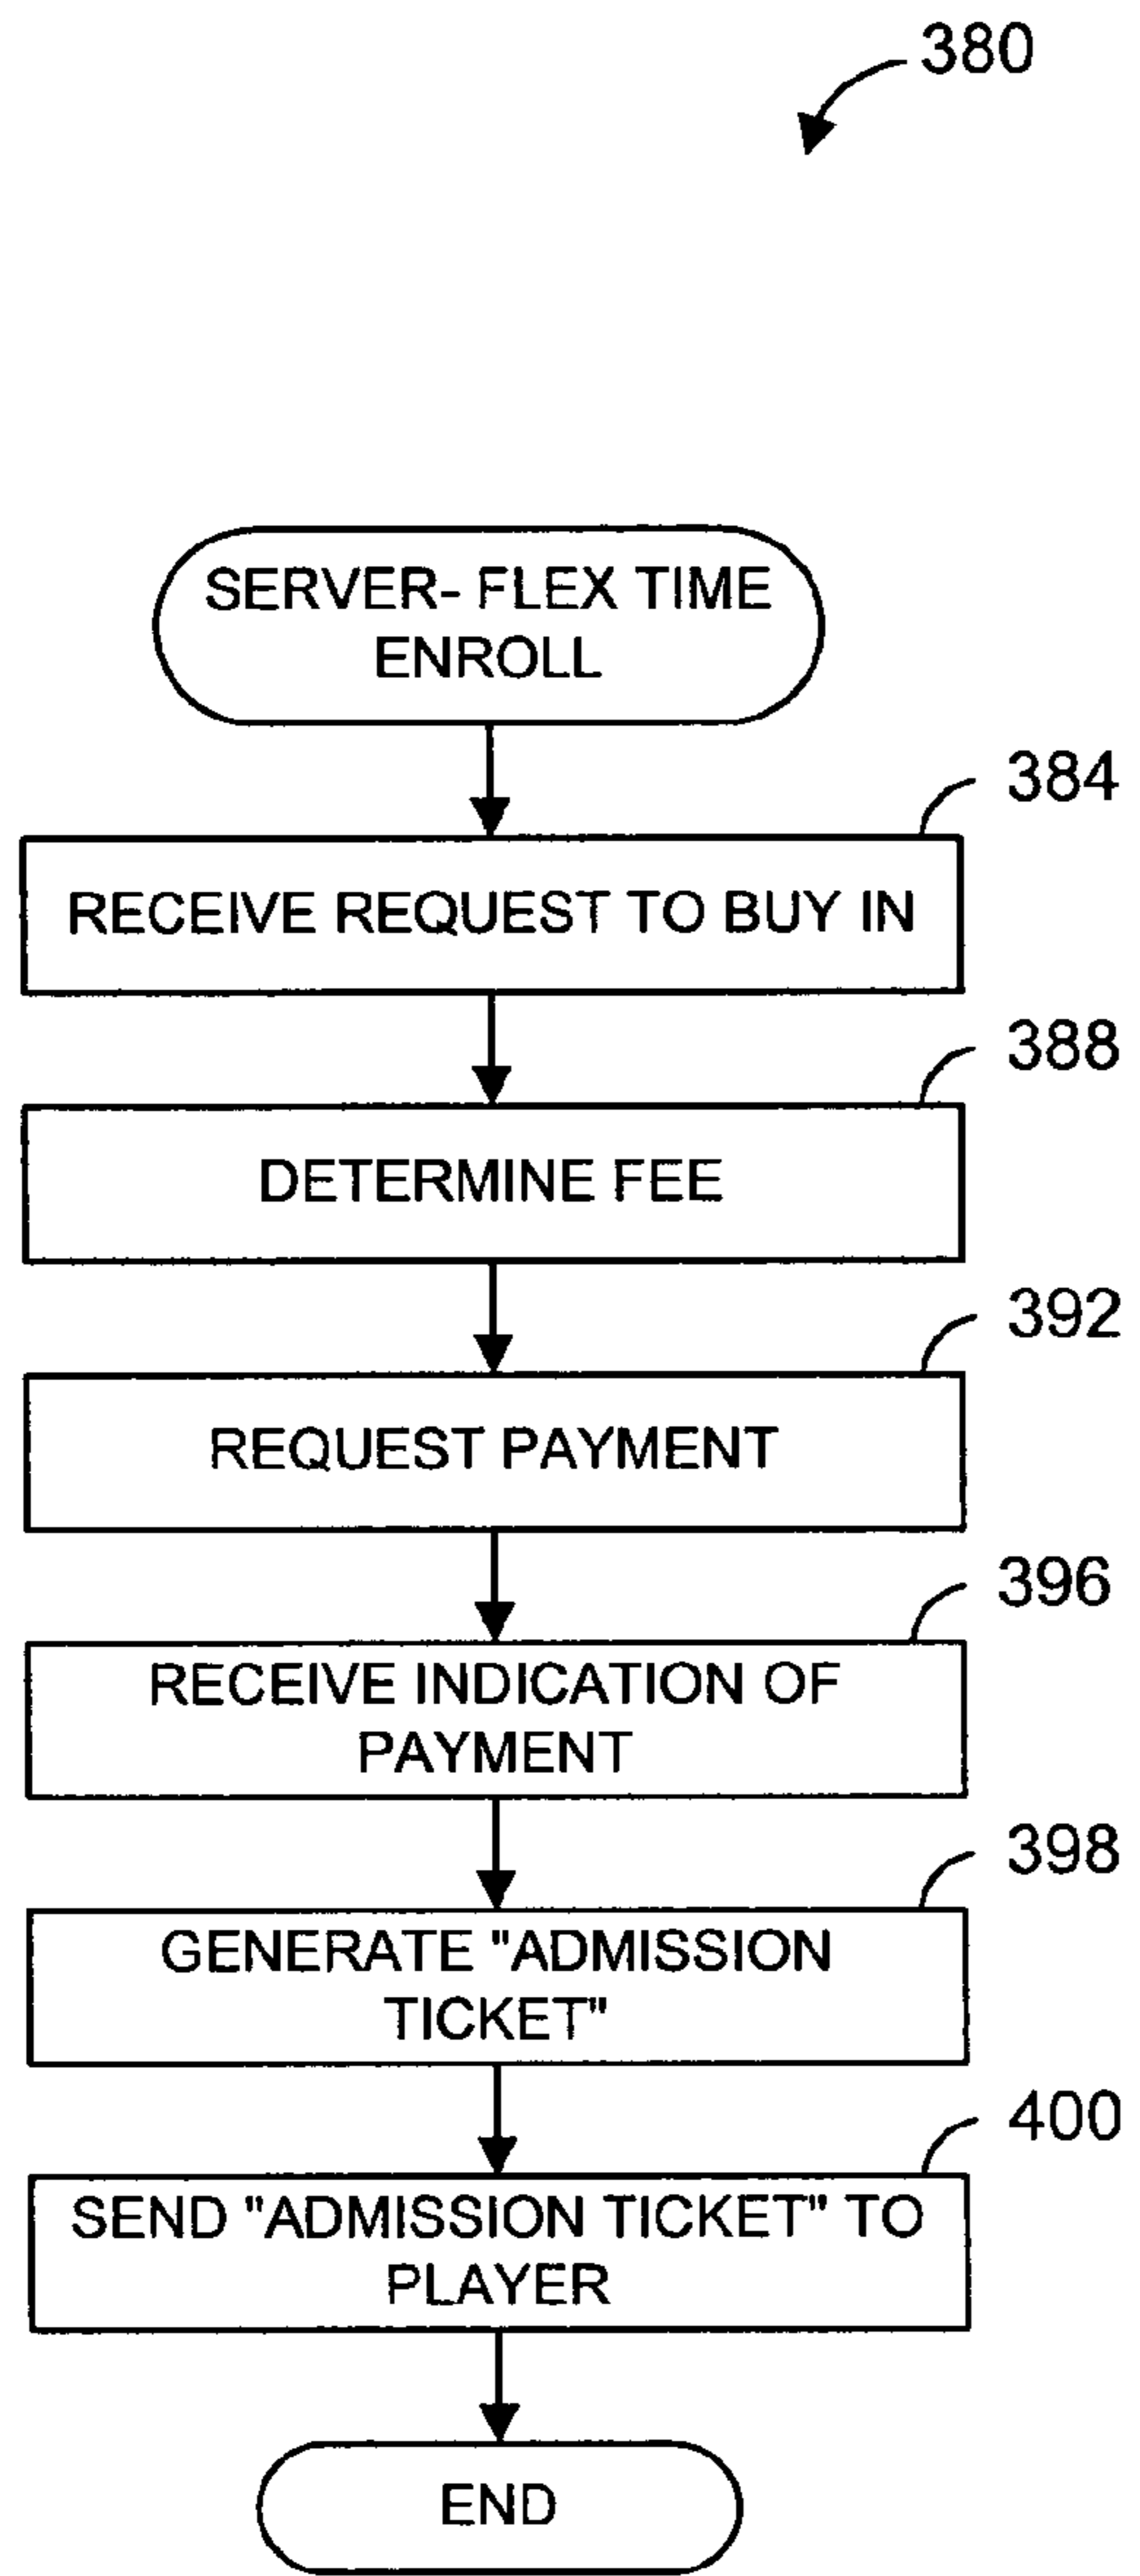 380
SERVER- FLEX TIME
ENROLL
384
RECEIVE REQUEST TO BUY IN
388
DETERMINE FEE
392
REQUEST PAYMENT
396
RECEIVE INDICATION OF
PAYMENT
398
GENERATE "ADMISSION
TICKET"
400
SEND "ADMISSION TICKET" TO
PLAYER
END